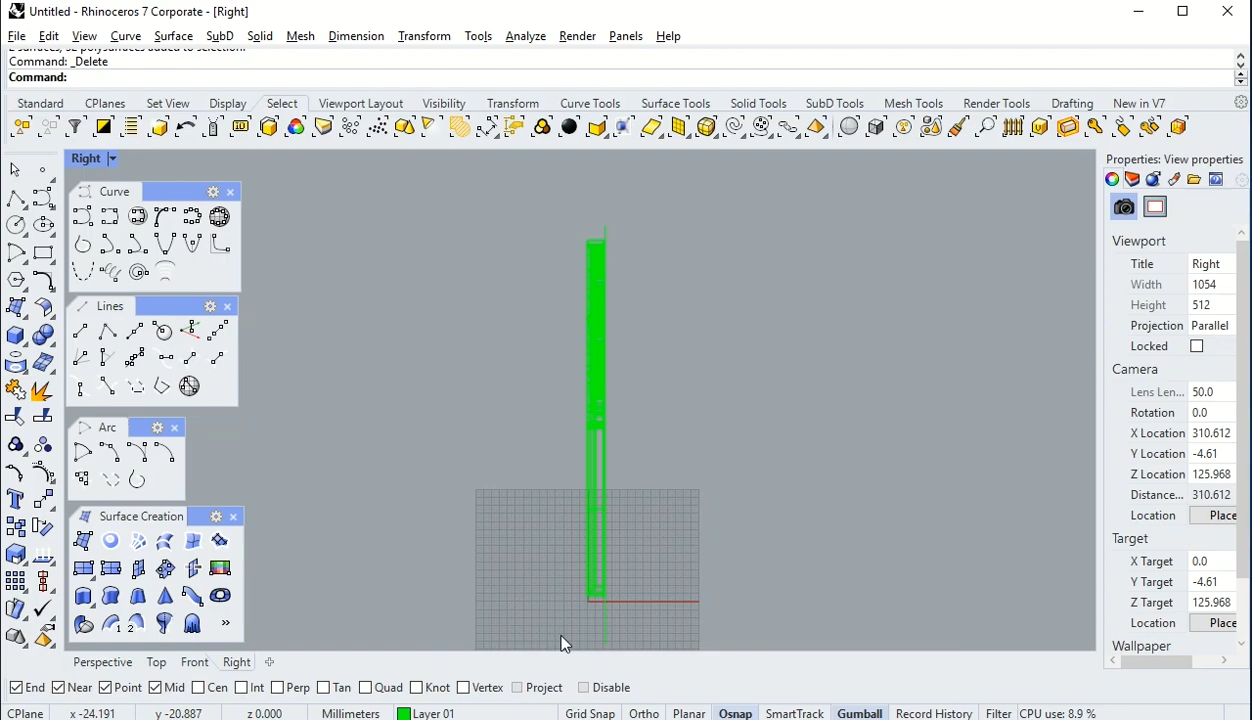 Untitled - Rhinoceros 7 Corporate - [Right]
File Edit View Curve Surface SubD Solid Mesh Dimension Transform Tools Analyze Render Panels Help
Command: _Delete
Command:
Standard CPlanes Set View Display Select Viewport Layout Visibility Transform Curve Tools Surface Tools Solid Tools SubD Tools Mesh Tools Render Tools Drafting New in V7
Right
Properties: View properties
Curve
Viewport
Title Right
Width 1054
Lines
Height 512
Projection Parallel
Locked
Camera
Lens Len... 50.0
Rotation 0.0
Arc
X Location 310.612
Y Location -4.61
Z Location 125.968
Distance... 310.612
Surface Creation
Location Place
Target
X Target 0.0
Y Target -4.61
Z Target 125.968
Location Place
Wallpaper
Perspective Top Front Right
End Near Point Mid Cen Int Perp Tan Quad Knot Vertex Project Disable
CPlane x -24.191 y -20.887 z 0.000 Millimeters Layer 01 Grid Snap Ortho Planar Osnap SmartTrack Gumball Record History Filter CPU use: 8.9 %